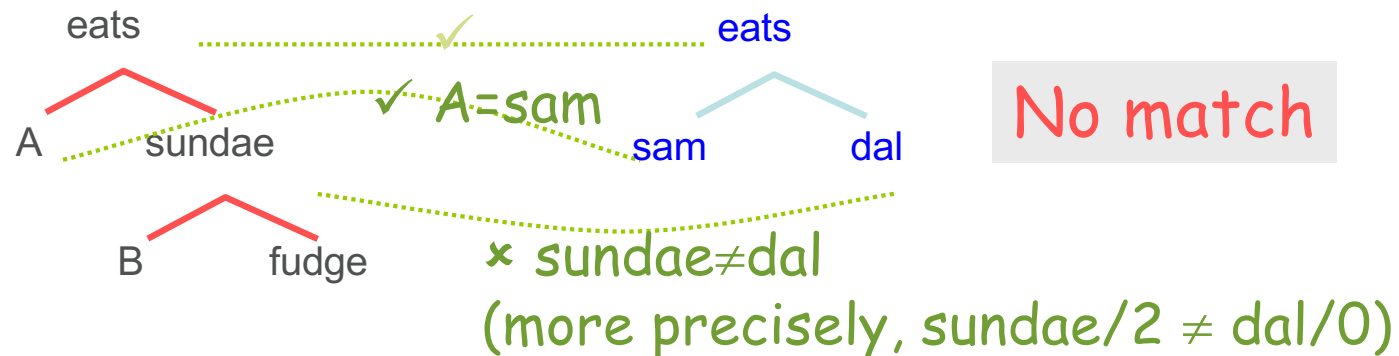 eats ✓ eats
✓ A=sam
No match
A sundae sam dal
B fudge
× sundae≠dal
(more precisely, sundae/2 ≠ dal/0)